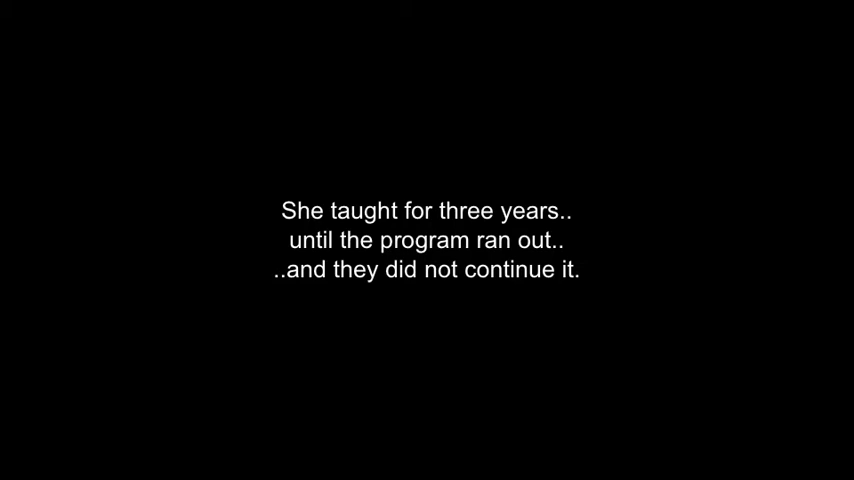 She taught for three years..
until the program ran out..
..and they did not continue it.